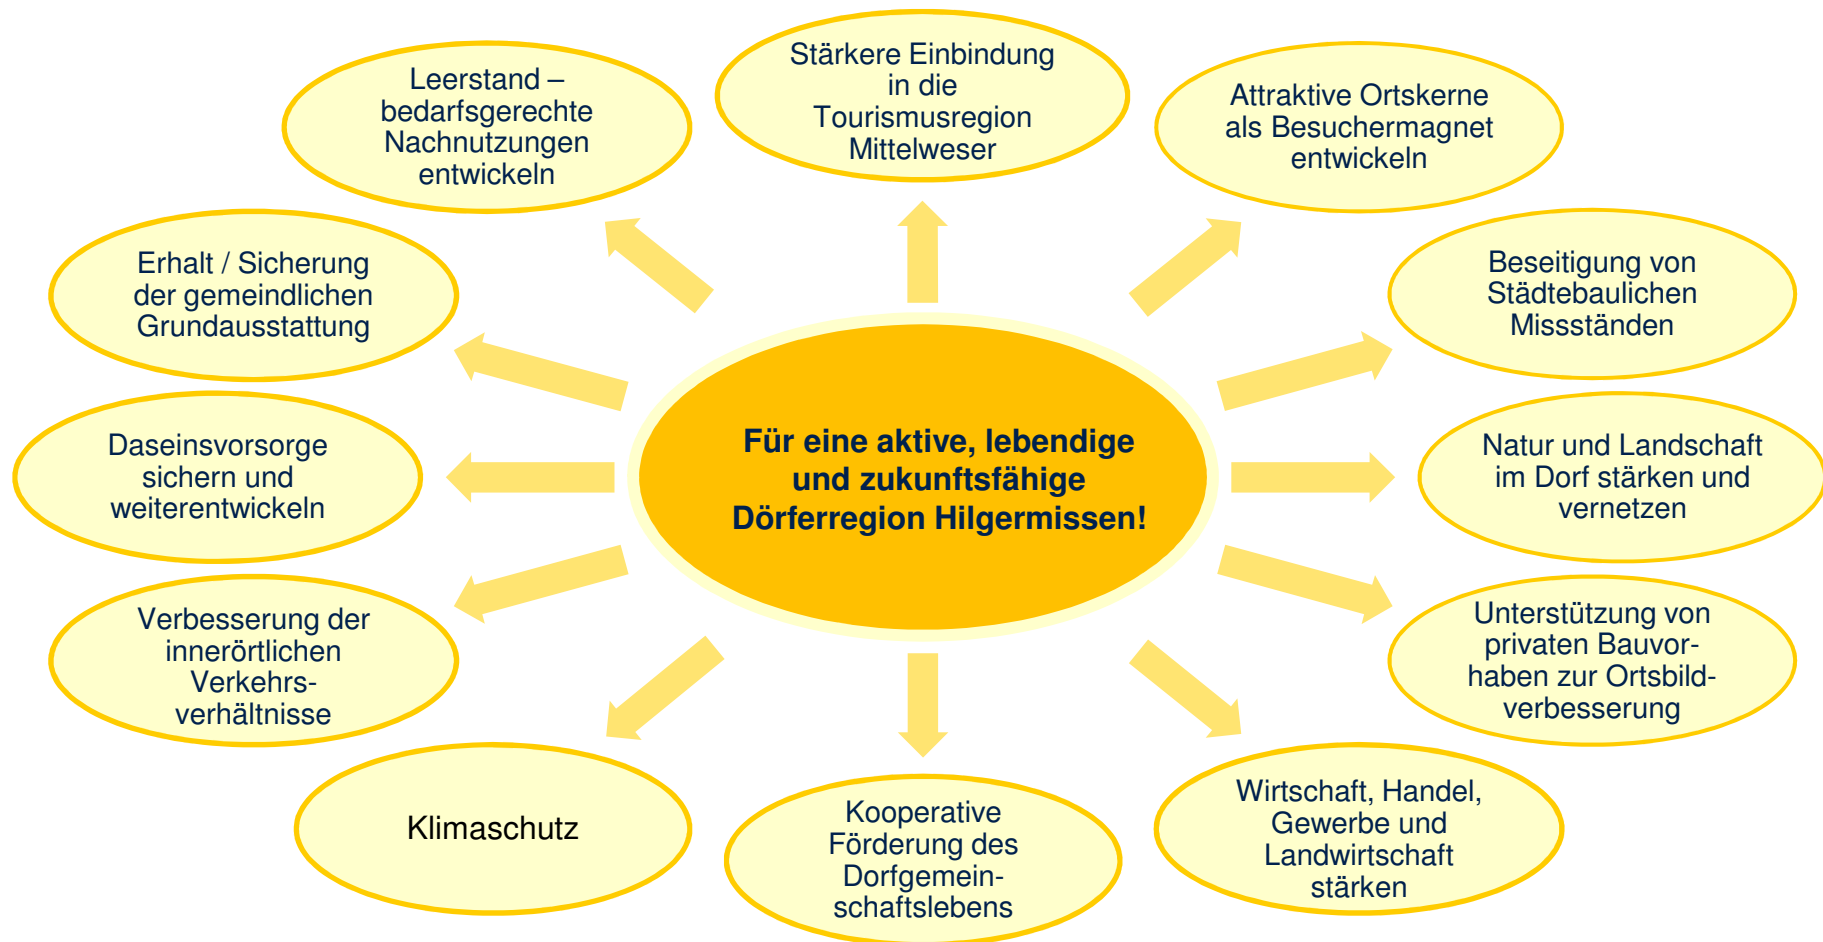 Stärkere Einbindung
in die
Tourismusregion
Mittelweser
Leerstand –
bedarfsgerechte
Nachnutzungen
entwickeln
Attraktive Ortskerne
als Besuchermagnet
entwickeln
Erhalt / Sicherung
der gemeindlichen
Grundausstattung
Beseitigung von
Städtebaulichen
Missständen
Daseinsvorsorge
sichern und
weiterentwickeln
Für eine aktive, lebendige
und zukunftsfähige
Dörferregion Hilgermissen!
Natur und Landschaft
im Dorf stärken und
vernetzen
Verbesserung der
innerörtlichen
Verkehrs-
verhältnisse
Unterstützung von
privaten Bauvor-
haben zur Ortsbild-
verbesserung
Klimaschutz
Kooperative
Förderung des
Dorfgemein-
schaftslebens
Wirtschaft, Handel,
Gewerbe und
Landwirtschaft
stärken